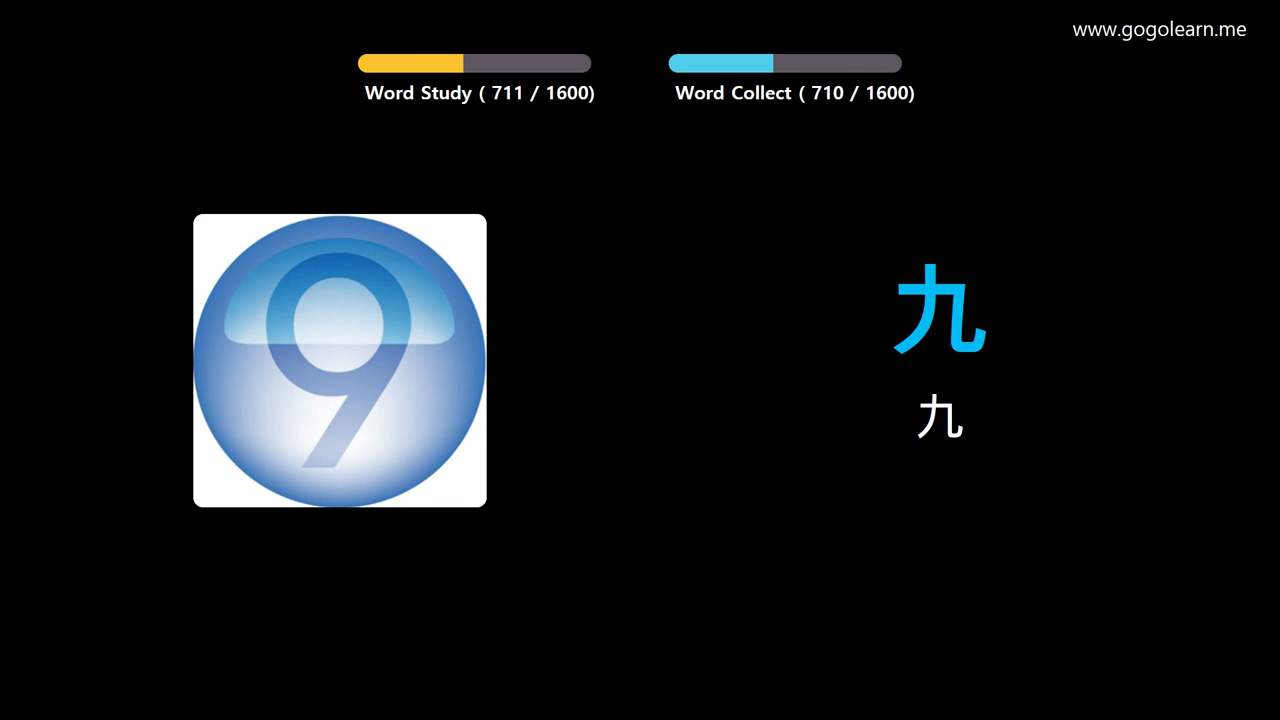 www.gogolearn.me
Word Study ( 711 / 1600)
Word Collect ( 710 / 1600)
9
九
九